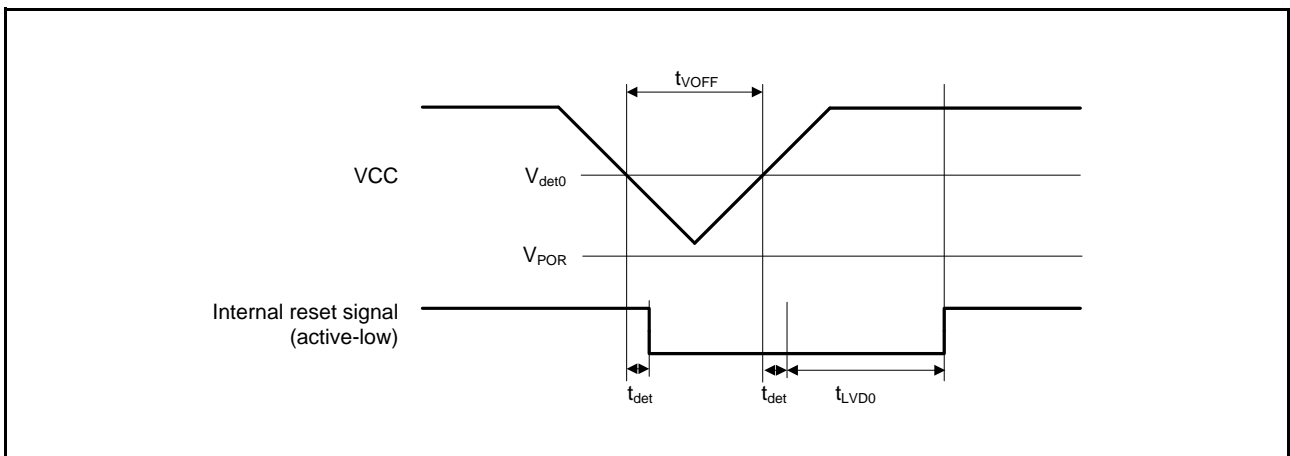 tVOFF
VCC
Vdet0
VPOR
Internal reset signal
(active-low)
tdet
tdet
tLVD0